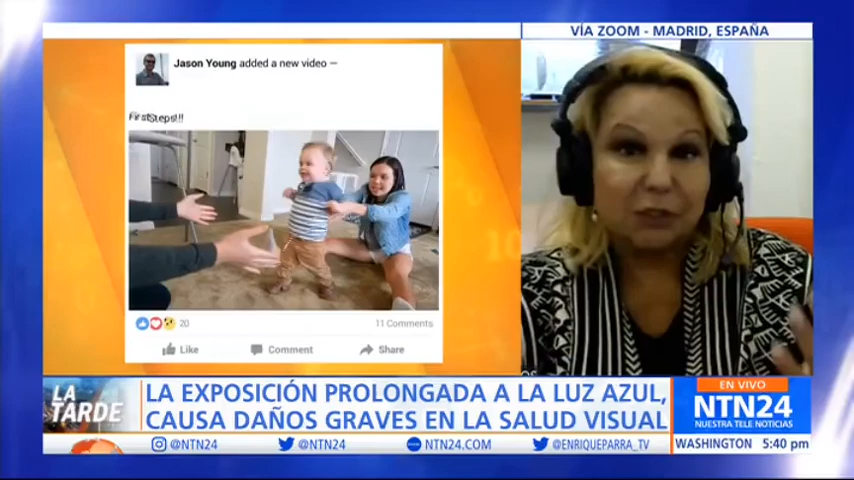 VÍA ZOOM - MADRID, ESPAÑA
Jason Young added a new video —
FirstSteps!!!
20
11 Comments
Like
Comment
Share
LA TARDE
LA EXPOSICIÓN PROLONGADA A LA LUZ AZUL,
CAUSA DAÑOS GRAVES EN LA SALUD VISUAL
EN VIVO
NTN24
NUESTRA TELE NOTICIAS
@NTN24
@NTN24
NTN24.COM
@ENRIQUEPARRA_TV
WASHINGTON 5:40 pm